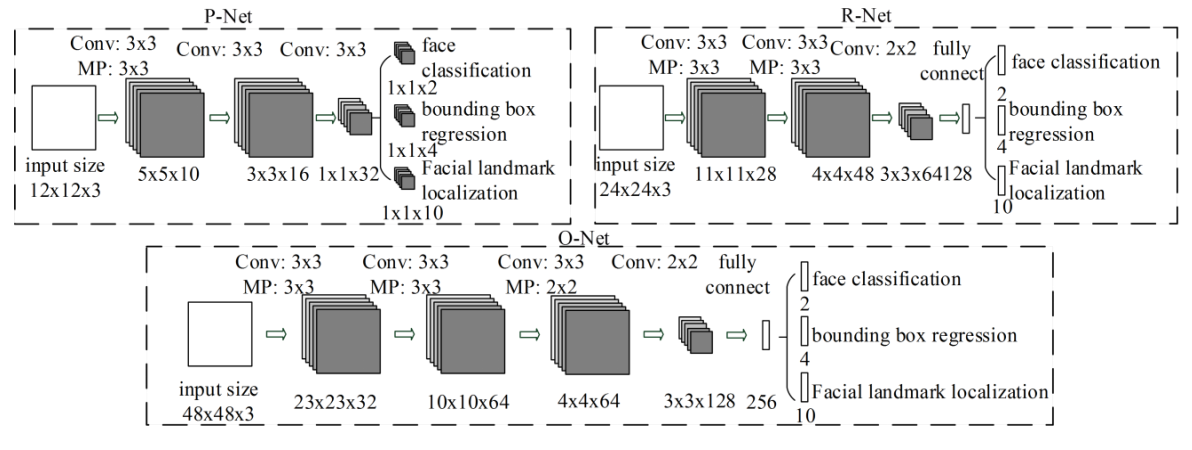 P-Net
Conv: 3x3
MP: 3x3
Conv: 3x3
Conv: 3x3
face
classification
1x1x2
bounding box
regression
1x1x4
Facial landmark
localization
1x1x10
input size
12x12x3
5x5x10
3x3x16
1x1x32
R-Net
Conv: 3x3
MP: 3x3
Conv: 3x3
MP: 3x3
Conv: 2x2
fully
connect
face classification
2
bounding box
regression
4
Facial landmark
localization
10
input size
24x24x3
11x11x28
4x4x48
3x3x64
128
O-Net
Conv: 3x3
MP: 3x3
Conv: 3x3
MP: 3x3
Conv: 3x3
MP: 2x2
Conv: 2x2
fully
connect
face classification
2
bounding box regression
4
Facial landmark localization
10
input size
48x48x3
23x23x32
10x10x64
4x4x64
3x3x128
256